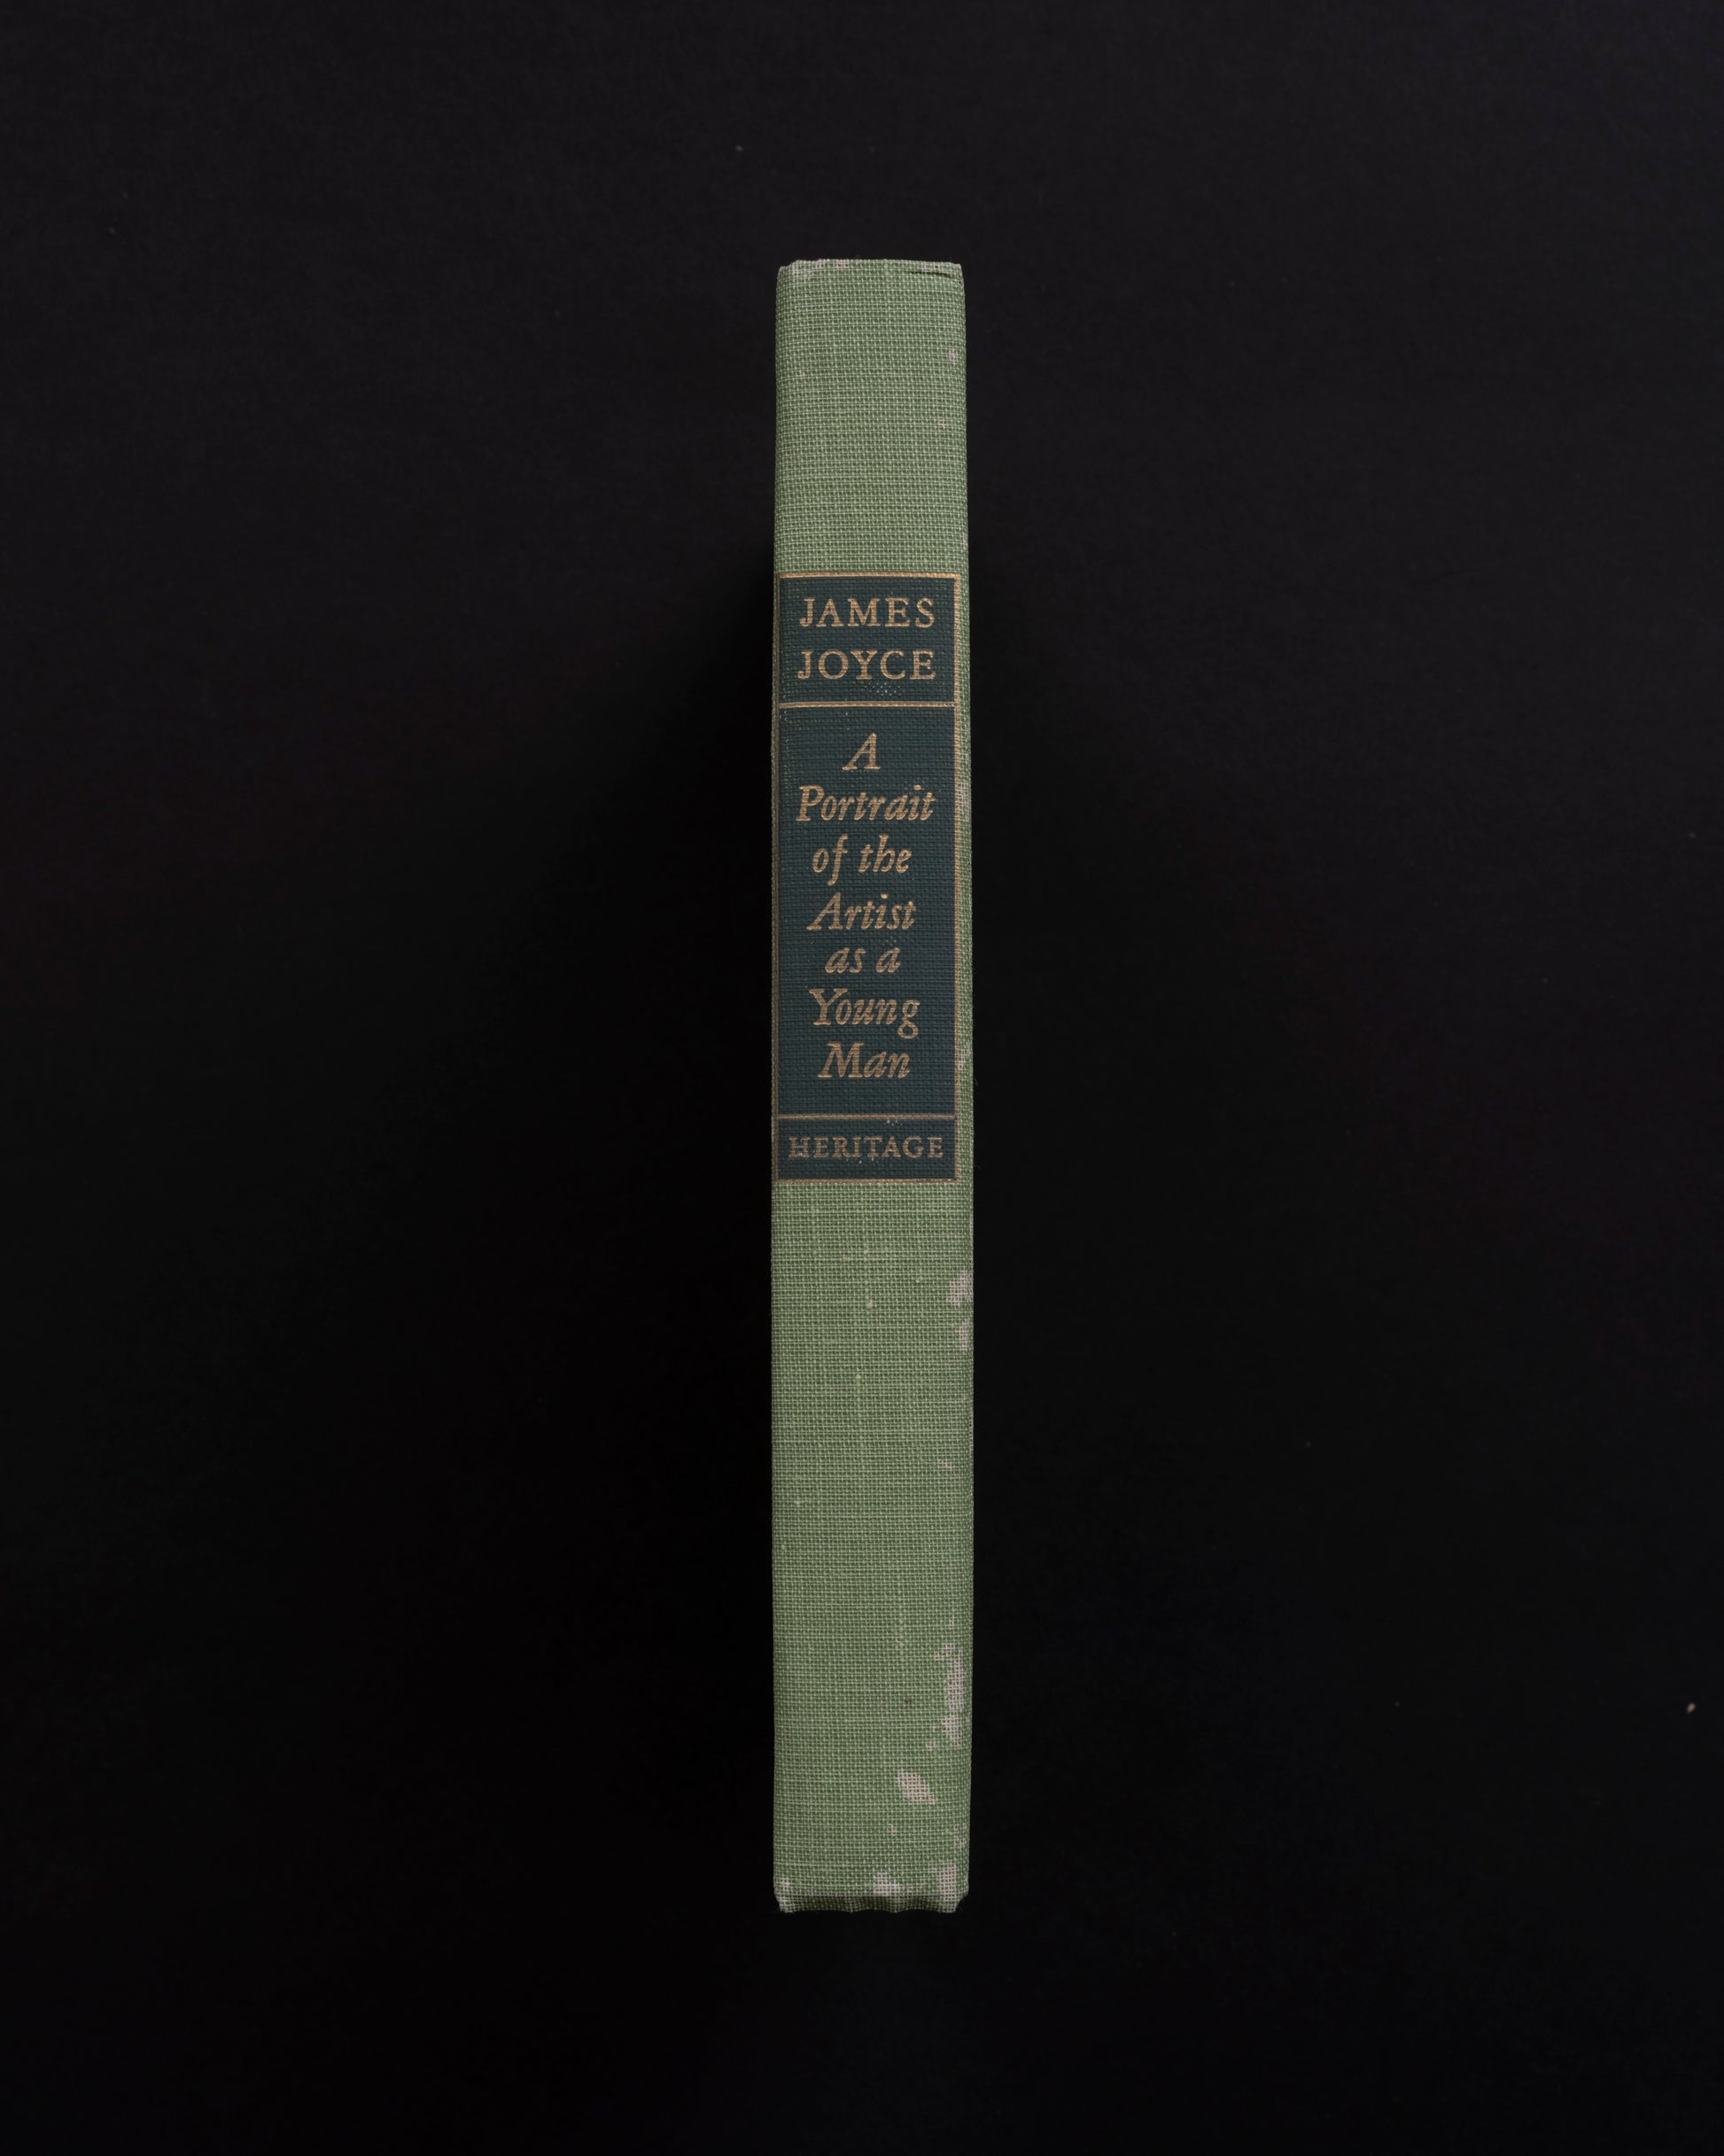 JAMES
JOYCE
A
Portrait
of the
Artist
as a
Young
Man
HERITAGE